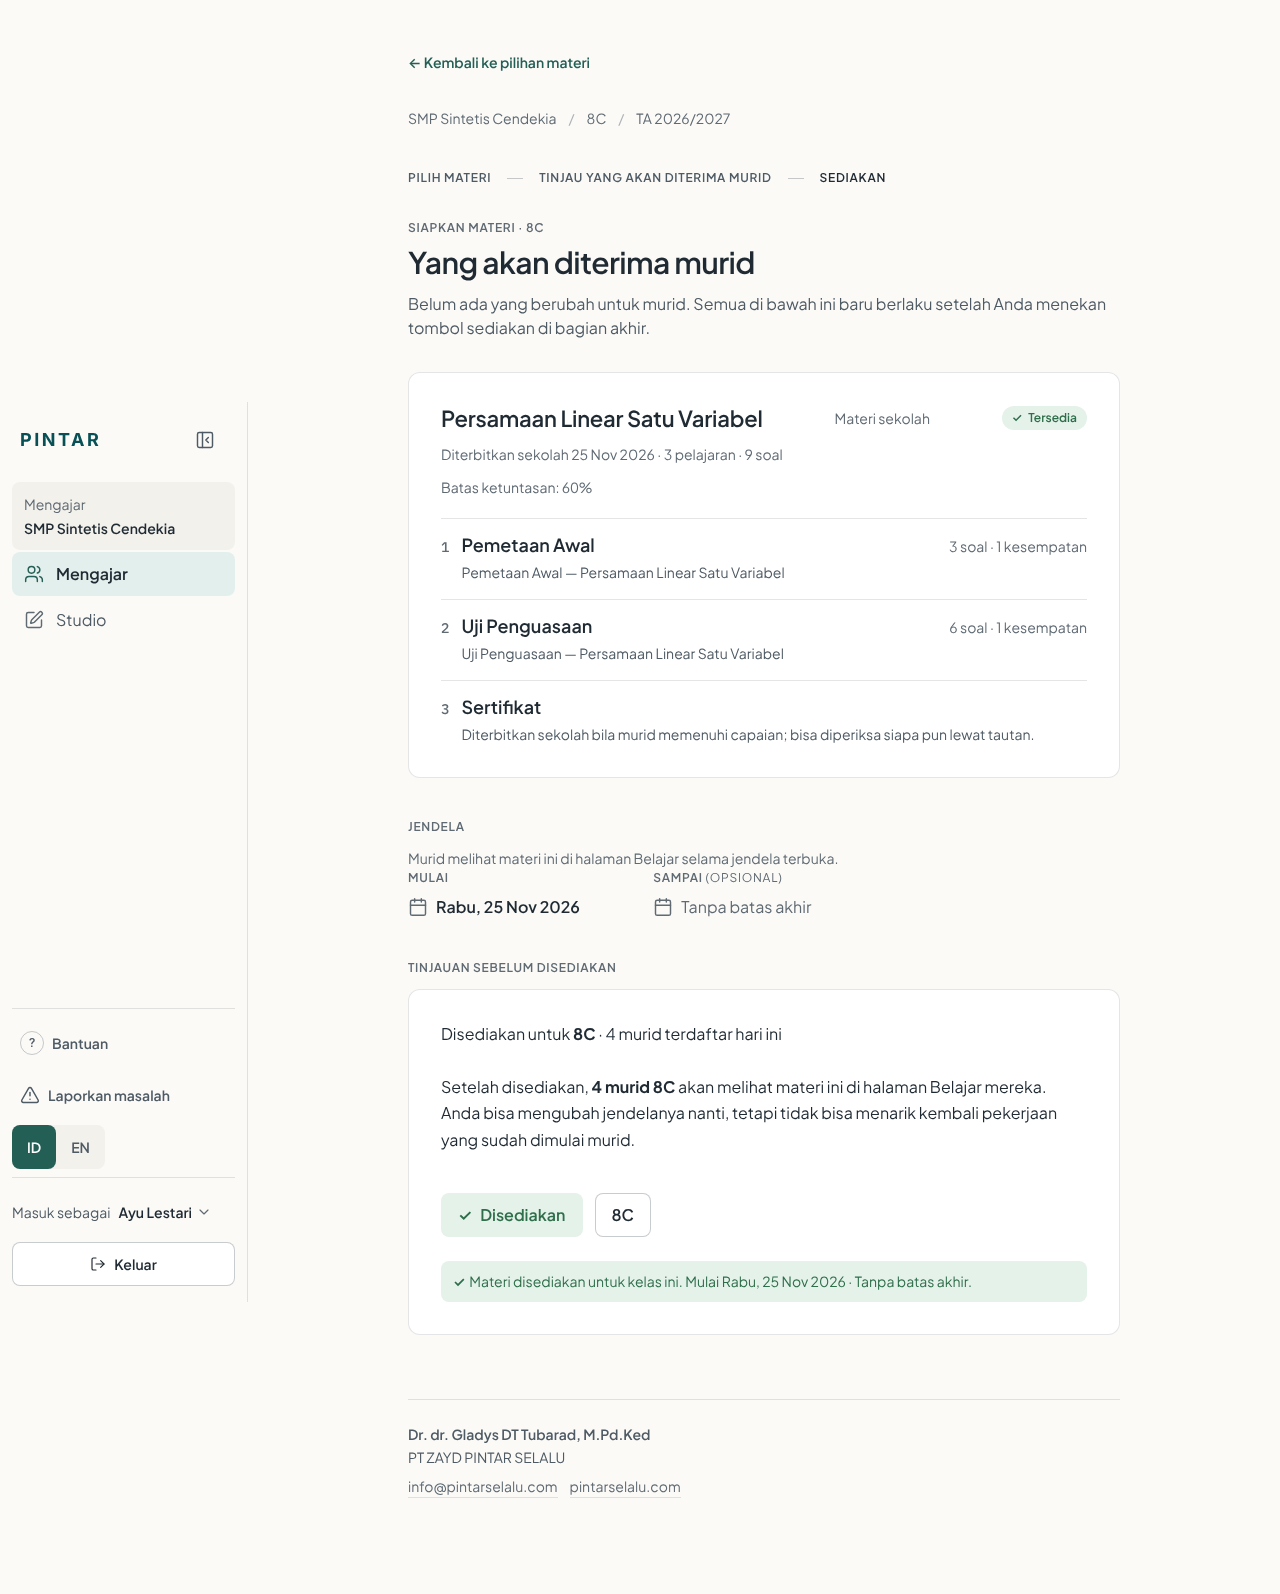 ← Kembali ke pilihan materi
SMP Sintetis Cendekia / 8C / TA 2026/2027
PILIH MATERI — TINJAU YANG AKAN DITERIMA MURID — SEDIAKAN
SIAPKAN MATERI · 8C
Yang akan diterima murid
Belum ada yang berubah untuk murid. Semua di bawah ini baru berlaku setelah Anda menekan
tombol sediakan di bagian akhir.
PINTAR
Mengajar
SMP Sintetis Cendekia
Mengajar
Studio
? Bantuan
Laporkan masalah
ID EN
Masuk sebagai Ayu Lestari
Keluar
Persamaan Linear Satu Variabel Materi sekolah ✓ Tersedia
Diterbitkan sekolah 25 Nov 2026 · 3 pelajaran · 9 soal
Batas ketuntasan: 60%
1 Pemetaan Awal 3 soal · 1 kesempatan
Pemetaan Awal — Persamaan Linear Satu Variabel
2 Uji Penguasaan 6 soal · 1 kesempatan
Uji Penguasaan — Persamaan Linear Satu Variabel
3 Sertifikat
Diterbitkan sekolah bila murid memenuhi capaian; bisa diperiksa siapa pun lewat tautan.
JENDELA
Murid melihat materi ini di halaman Belajar selama jendela terbuka.
MULAI SAMPAI (OPSIONAL)
Rabu, 25 Nov 2026 Tanpa batas akhir
TINJAUAN SEBELUM DISEDIAKAN
Disediakan untuk 8C · 4 murid terdaftar hari ini
Setelah disediakan, 4 murid 8C akan melihat materi ini di halaman Belajar mereka.
Anda bisa mengubah jendelanya nanti, tetapi tidak bisa menarik kembali pekerjaan
yang sudah dimulai murid.
✓ Disediakan 8C
✓ Materi disediakan untuk kelas ini. Mulai Rabu, 25 Nov 2026 · Tanpa batas akhir.
Dr. dr. Gladys DT Tubarad, M.Pd.Ked
PT ZAYD PINTAR SELALU
info@pintarselalu.com pintarselalu.com